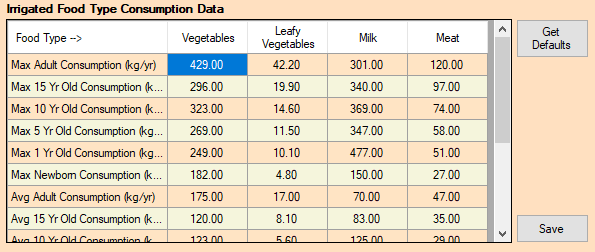 Irrigated Food Type Consumption Data
Food Type --> Vegetables Leafy Vegetables Milk Meat
Max Adult Consumption (kg/yr) 429.00 42.20 301.00 120.00
Max 15 Yr Old Consumption (k... 296.00 19.90 340.00 97.00
Max 10 Yr Old Consumption (k... 323.00 14.60 369.00 74.00
Max 5 Yr Old Consumption (kg... 269.00 11.50 347.00 58.00
Max 1 Yr Old Consumption (kg... 249.00 10.10 477.00 51.00
Max Newborn Consumption (k... 182.00 4.80 150.00 27.00
Avg Adult Consumption (kg/yr) 175.00 17.00 70.00 47.00
Avg 15 Yr Old Consumption (k... 120.00 8.10 83.00 35.00
Avg 10 Yr Old Consumption (k... 123.00 5.60 125.00 29.00
Get
Defaults
Save